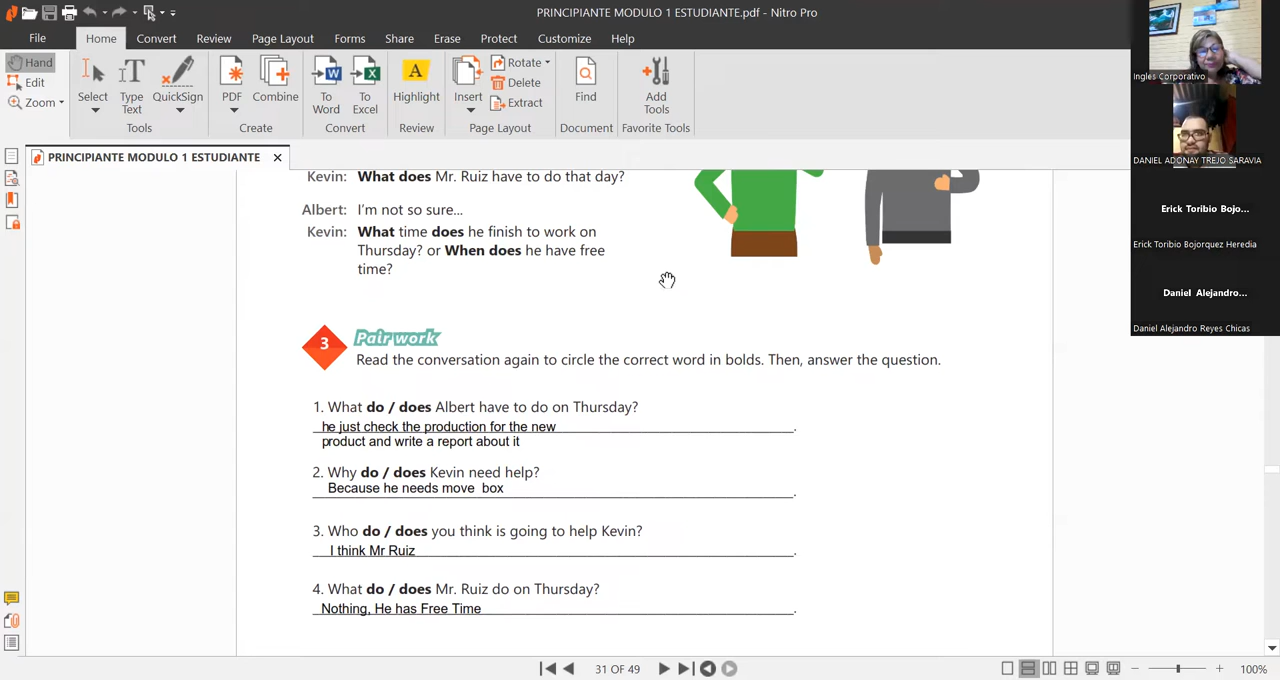 PRINCIPIANTE MODULO 1 ESTUDIANTE.pdf - Nitro Pro
File Home Convert Review Page Layout Forms Share Erase Protect Customize Help
Hand
Edit
Zoom
Select
Type Text
QuickSign
Tools
PDF
Combine
Create
To Word
To Excel
Convert
Highlight
Review
Insert
Rotate
Delete
Extract
Page Layout
Find
Document
Add Tools
Favorite Tools
PRINCIPIANTE MODULO 1 ESTUDIANTE
Kevin: What does Mr. Ruiz have to do that day?
Albert: I'm not so sure...
Kevin: What time does he finish to work on
Thursday? or When does he have free
time?
3
Pair work
Read the conversation again to circle the correct word in bolds. Then, answer the question.
1. What do / does Albert have to do on Thursday?
he just check the production for the new
product and write a report about it
2. Why do / does Kevin need help?
Because he needs move box
3. Who do / does you think is going to help Kevin?
I think Mr Ruiz
4. What do / does Mr. Ruiz do on Thursday?
Nothing, He has Free Time
31 OF 49
100%
Ingles Corporativo
DANIEL ADONAY TREJO SARAVIA
Erick Toribio Bojo...
Erick Toribio Bojorquez Heredia
Daniel Alejandro...
Daniel Alejandro Reyes Chicas